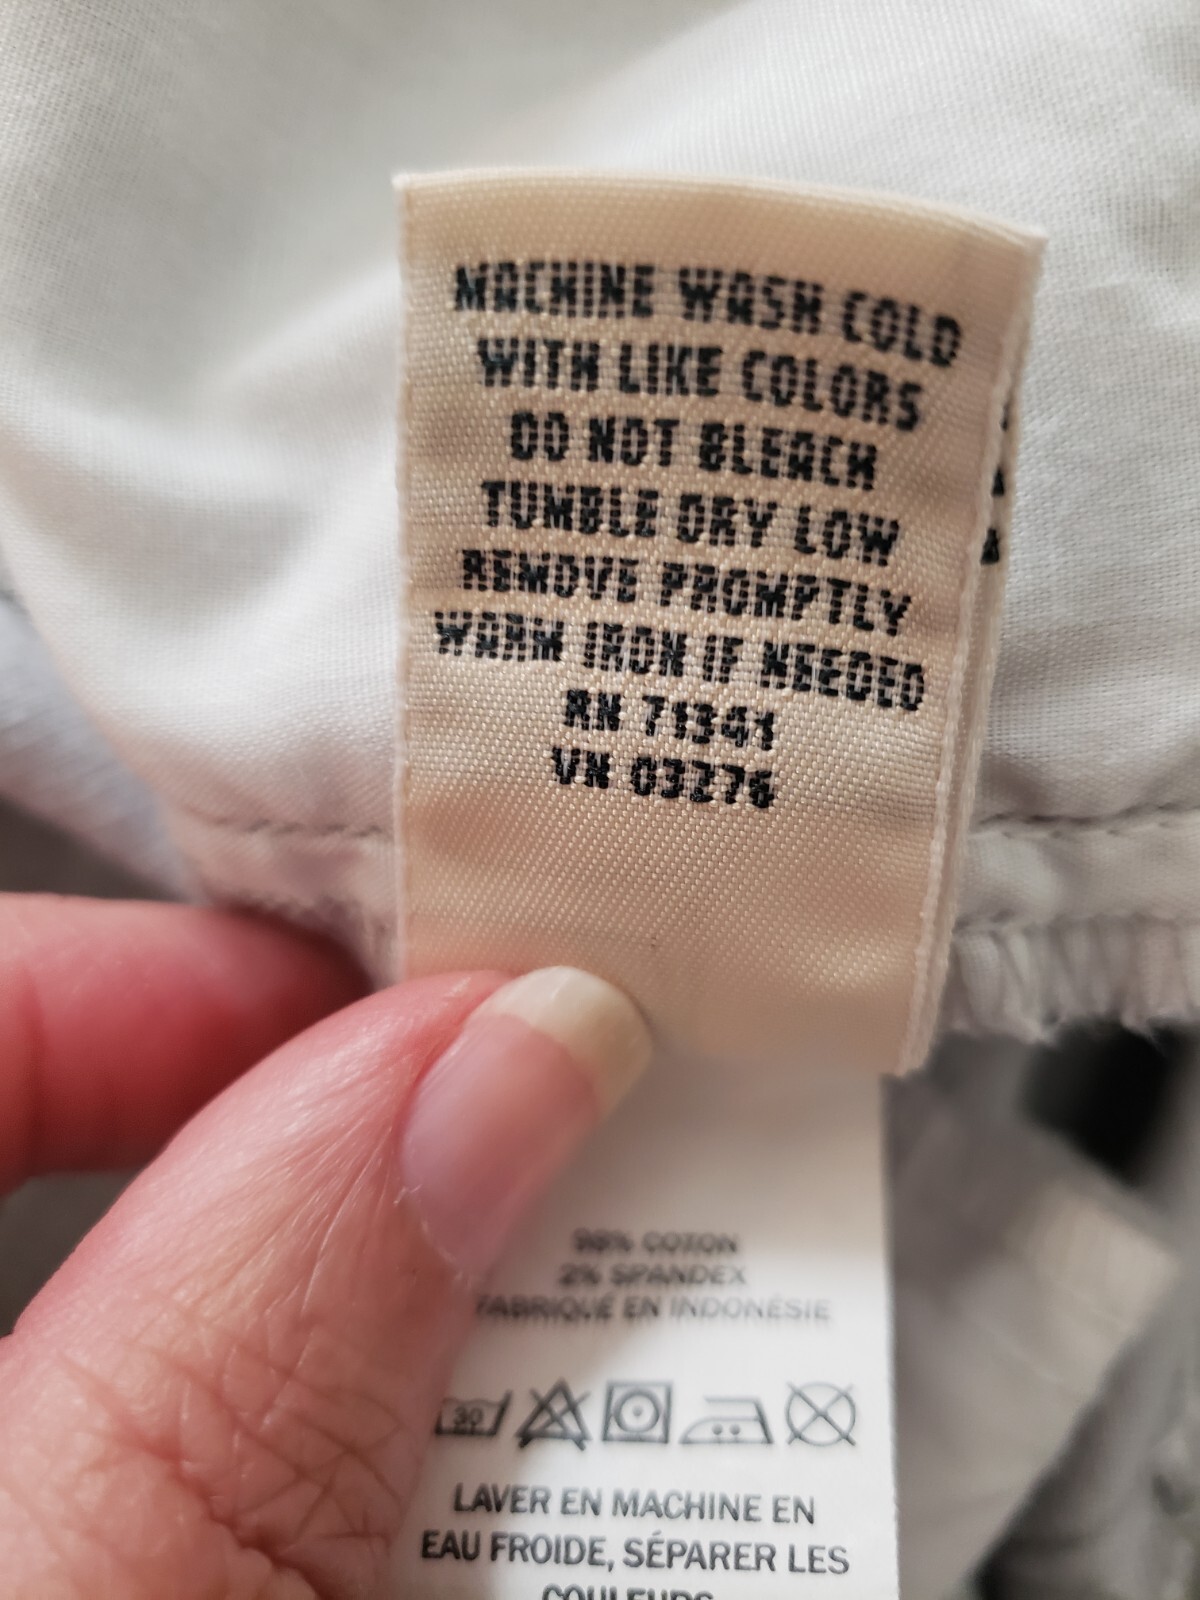 MACHINE WASH COLD
WITH LIKE COLORS
DO NOT BLEACH
TUMBLE DRY LOW
REMOVE PROMPTLY
WARM IRON IF NEEDED
RN 71341
VN 03276
98% COTON
2% SPANDEX
FABRIQUÉ EN INDONÉSIE
30
LAVER EN MACHINE EN
EAU FROIDE, SÉPARER LES
COULEURS